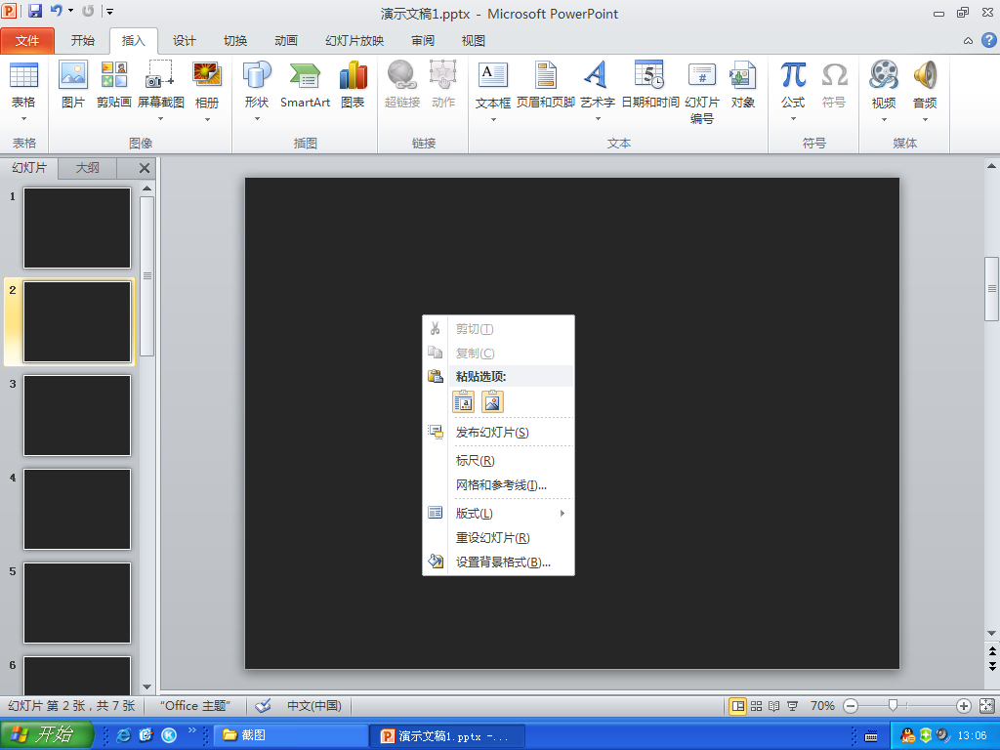 演示文稿1.pptx - Microsoft PowerPoint
文件 开始 插入 设计 切换 动画 幻灯片放映 审阅 视图
表格 图片 剪贴画 屏幕截图 相册 形状 SmartArt 图表 超链接 动作 文本框 页眉和页脚 艺术字 日期和时间 幻灯片编号 对象 公式 符号 视频 音频
表格 图像 插图 链接 文本 符号 媒体
幻灯片 大纲
1
2
3
4
5
6
剪切(T)
复制(C)
粘贴选项:
发布幻灯片(S)
标尺(R)
网格和参考线(I)...
版式(L)
重设幻灯片(R)
设置背景格式(B)...
幻灯片 第 2 张，共 7 张 "Office 主题" 中文(中国) 70%
开始 截图 演示文稿1.pptx -... 13:06